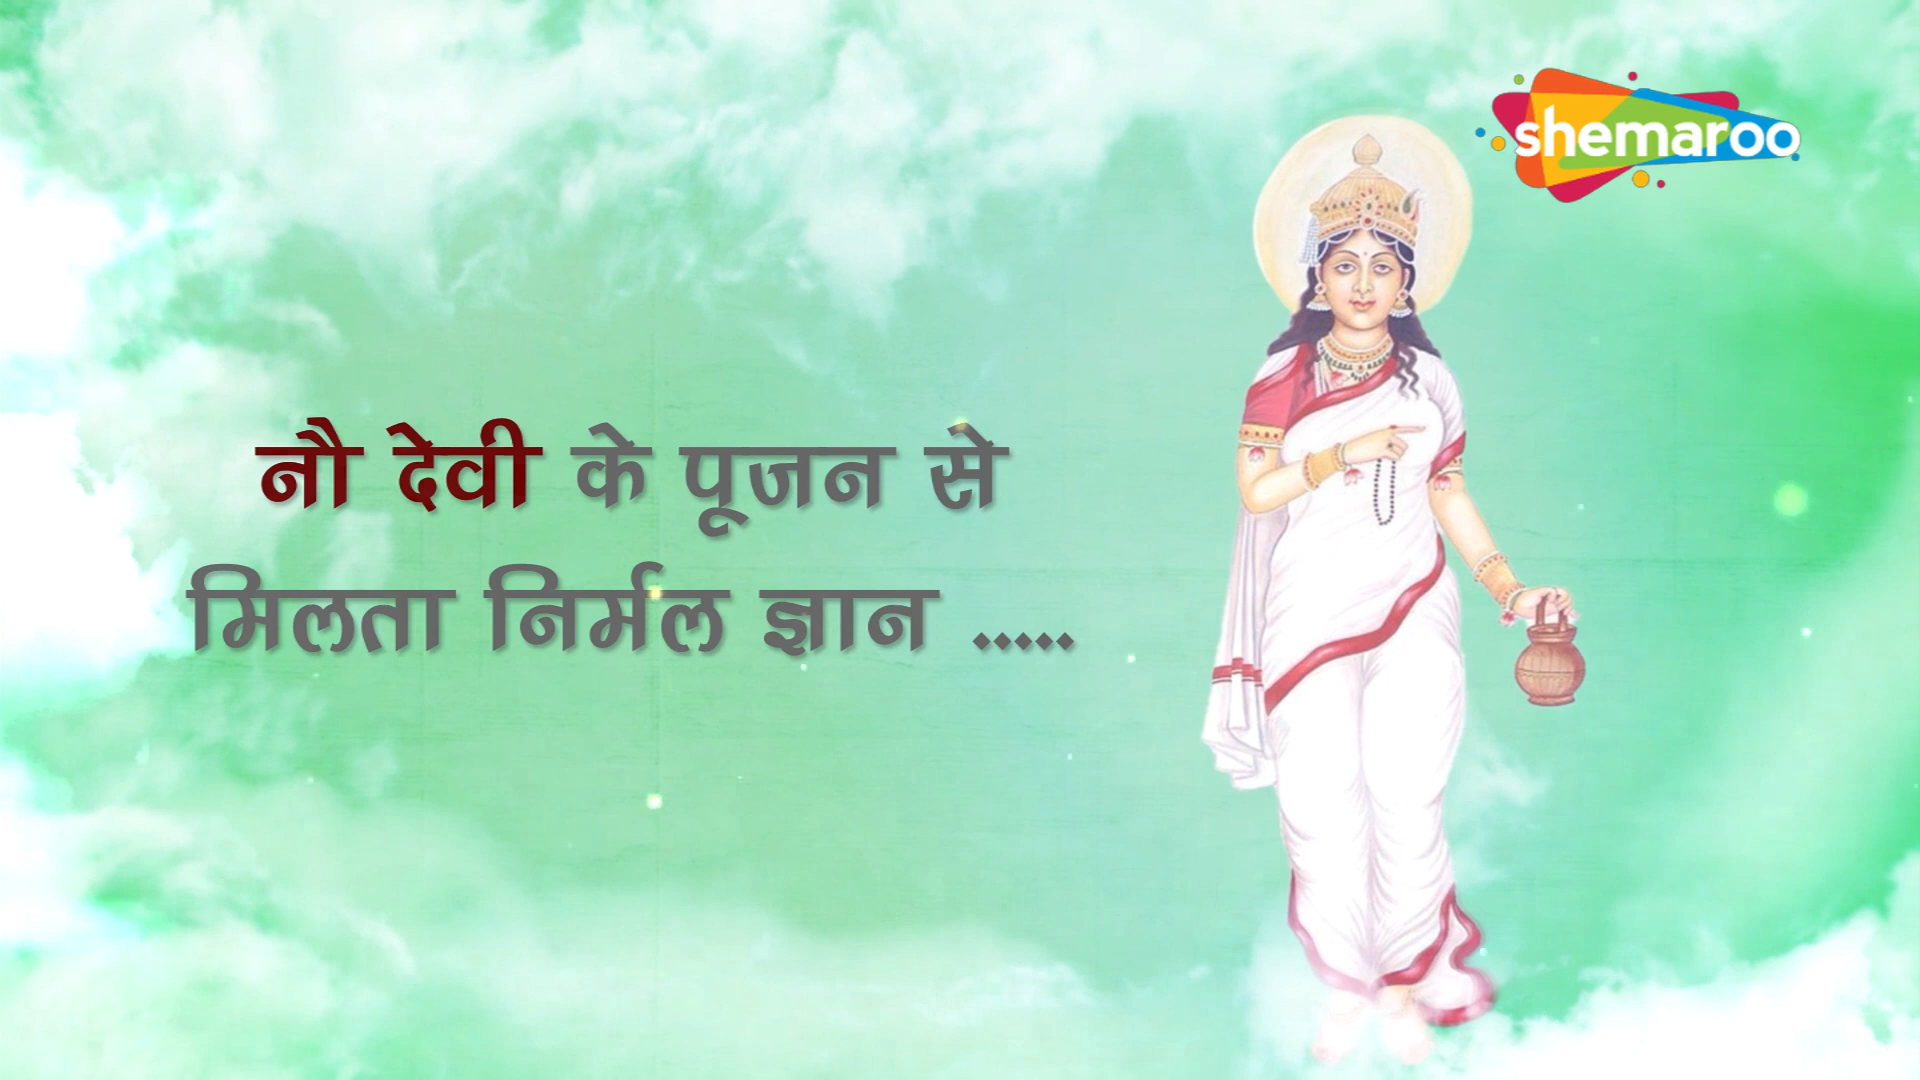 shemaroo
नौ देवी के पूजन से
मिलता निर्मल ज्ञान .....